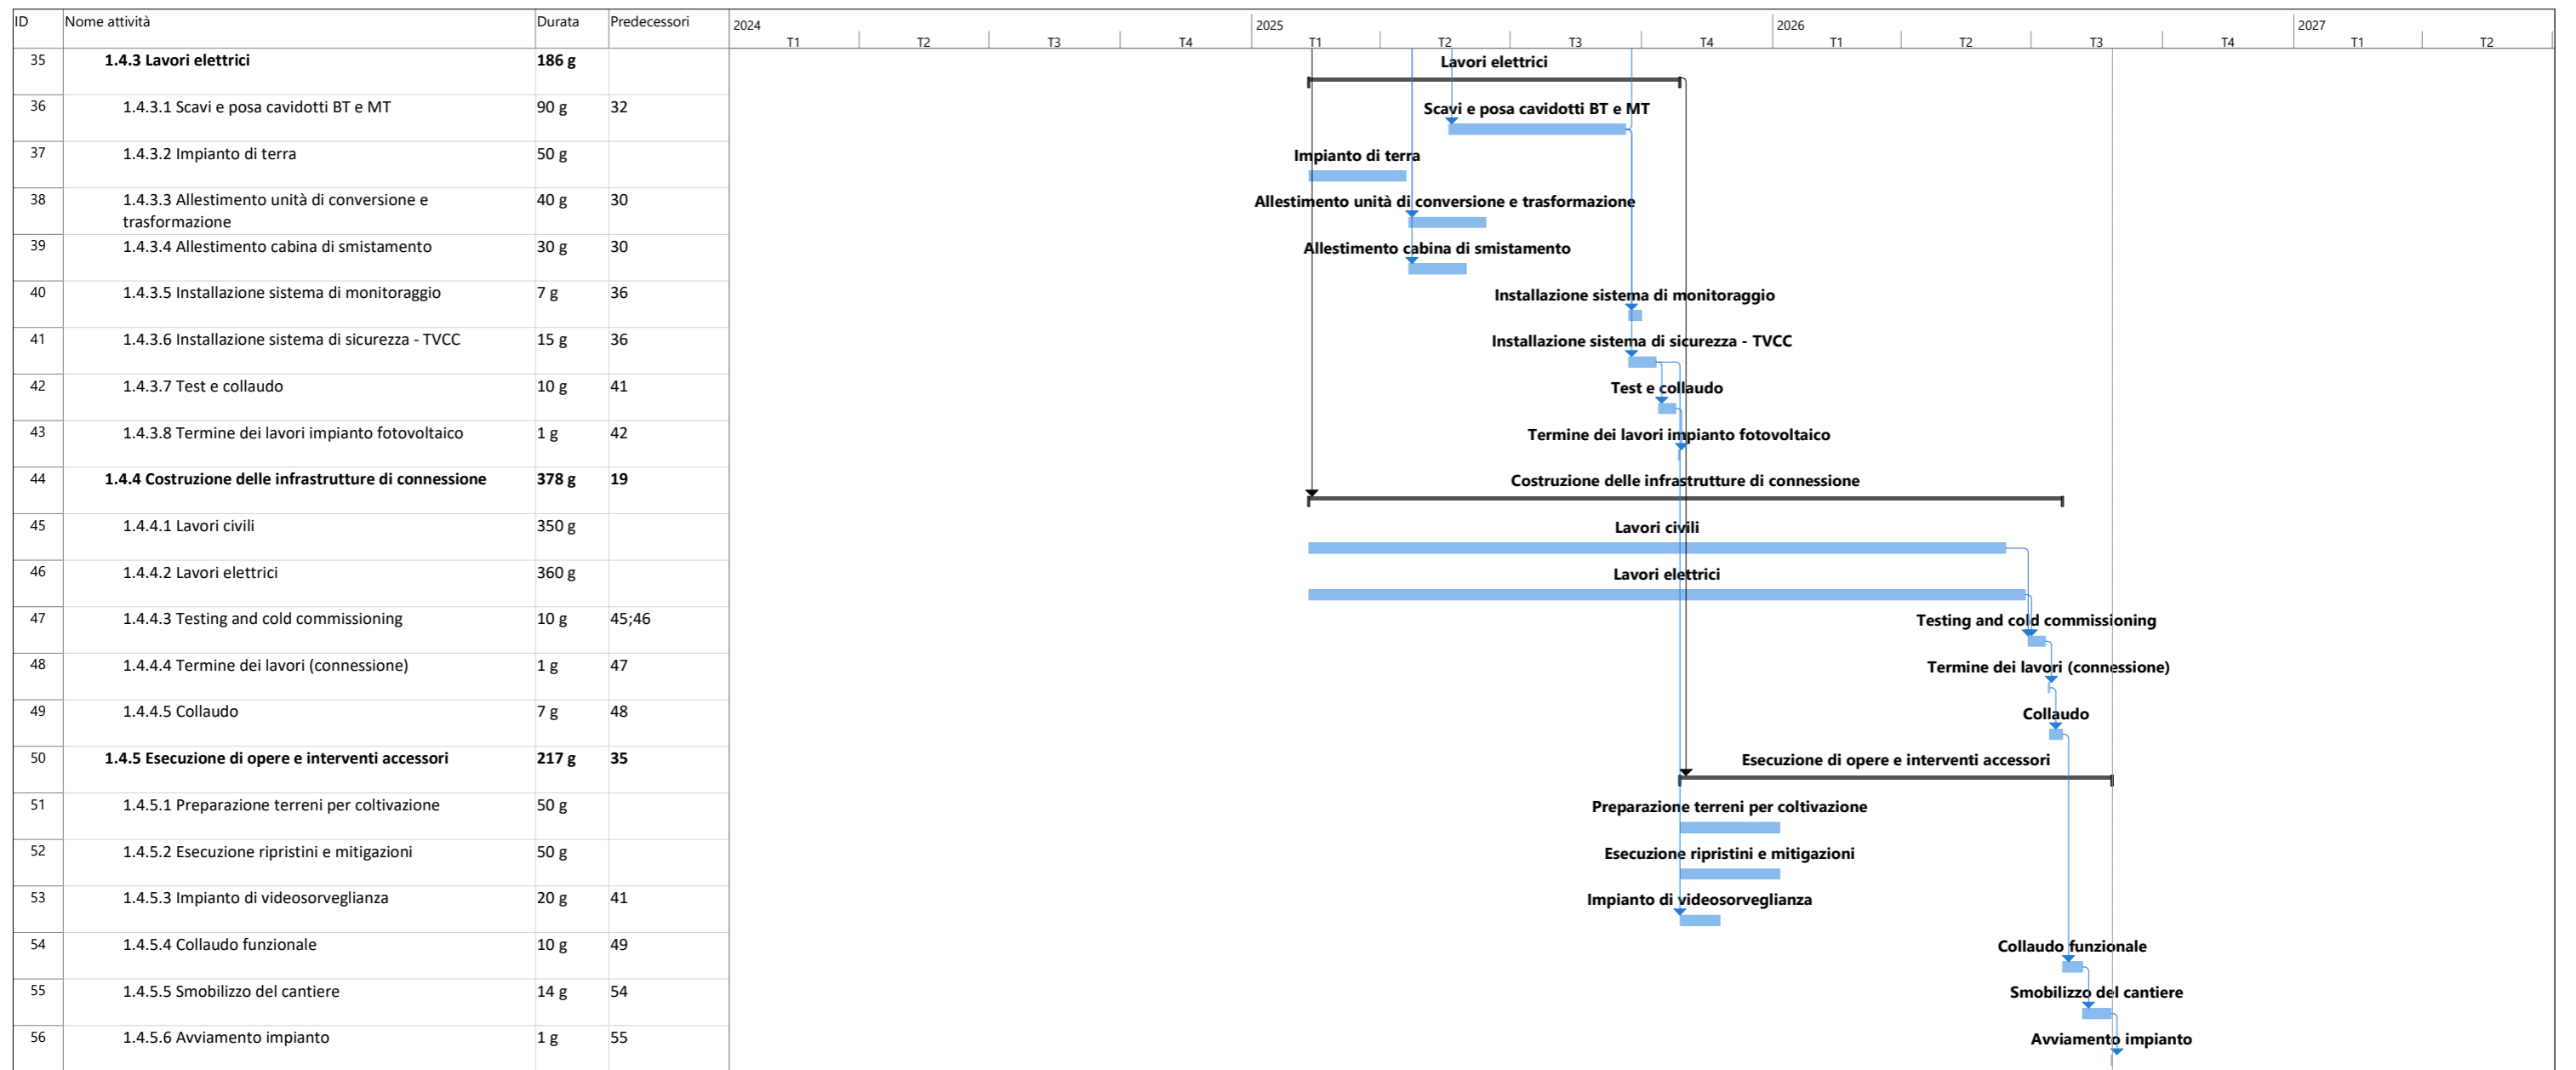 ID Nome attività Durata Predecessori 2024 2025 2026 2027
T1 T2 T3 T4 T1 T2 T3 T4 T1 T2 T3 T4 T1 T2
35 1.4.3 Lavori elettrici 186 g Lavori elettrici
36 1.4.3.1 Scavi e posa cavidotti BT e MT 90 g 32 Scavi e posa cavidotti BT e MT
37 1.4.3.2 Impianto di terra 50 g Impianto di terra
38 1.4.3.3 Allestimento unità di conversione e 40 g 30 Allestimento unità di conversione e trasformazione
trasformazione
39 1.4.3.4 Allestimento cabina di smistamento 30 g 30 Allestimento cabina di smistamento
40 1.4.3.5 Installazione sistema di monitoraggio 7 g 36 Installazione sistema di monitoraggio
41 1.4.3.6 Installazione sistema di sicurezza - TVCC 15 g 36 Installazione sistema di sicurezza - TVCC
42 1.4.3.7 Test e collaudo 10 g 41 Test e collaudo
43 1.4.3.8 Termine dei lavori impianto fotovoltaico 1 g 42 Termine dei lavori impianto fotovoltaico
44 1.4.4 Costruzione delle infrastrutture di connessione 378 g 19 Costruzione delle infrastrutture di connessione
45 1.4.4.1 Lavori civili 350 g Lavori civili
46 1.4.4.2 Lavori elettrici 360 g Lavori elettrici
47 1.4.4.3 Testing and cold commissioning 10 g 45;46 Testing and cold commissioning
48 1.4.4.4 Termine dei lavori (connessione) 1 g 47 Termine dei lavori (connessione)
49 1.4.4.5 Collaudo 7 g 48 Collaudo
50 1.4.5 Esecuzione di opere e interventi accessori 217 g 35 Esecuzione di opere e interventi accessori
51 1.4.5.1 Preparazione terreni per coltivazione 50 g Preparazione terreni per coltivazione
52 1.4.5.2 Esecuzione ripristini e mitigazioni 50 g Esecuzione ripristini e mitigazioni
53 1.4.5.3 Impianto di videosorveglianza 20 g 41 Impianto di videosorveglianza
54 1.4.5.4 Collaudo funzionale 10 g 49 Collaudo funzionale
55 1.4.5.5 Smobilizzo del cantiere 14 g 54 Smobilizzo del cantiere
56 1.4.5.6 Avviamento impianto 1 g 55 Avviamento impianto